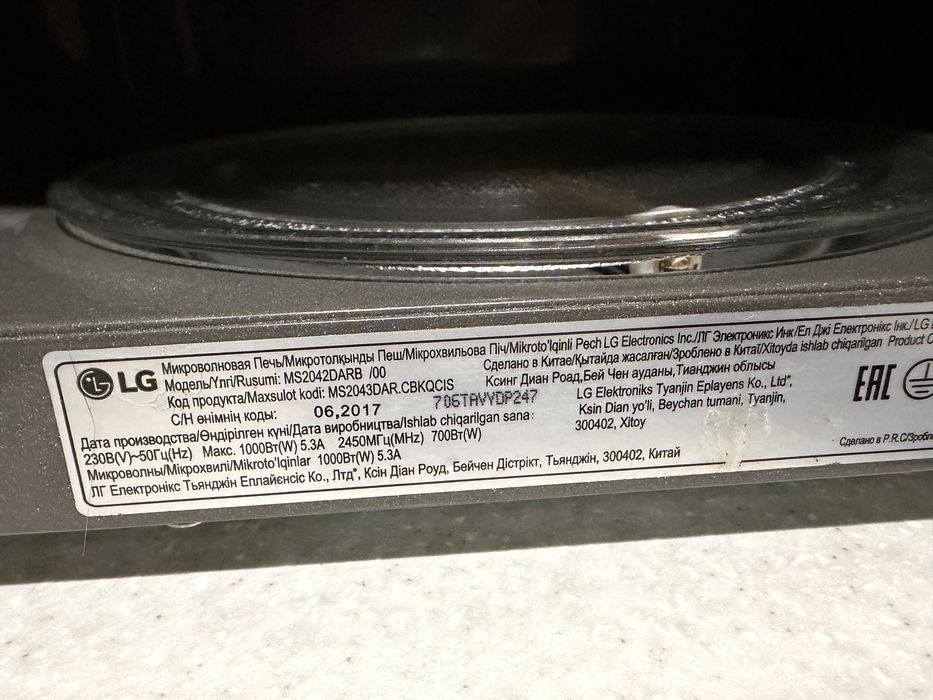 LG
Микроволновая Печь/Микротолқынды Пеш/Мікрохвильова Піч/Mikroto'lqinli Pech LG Electronics Inc./ЛГ Электроникс Инк/Ел Джі Електронікс Інк./LG
Модель/Үлгі/Rusumi: MS2042DARB /00
Сделано в Китае/Қытайда жасалған/Зроблено в Китаї/Xitoyda ishlab chiqarilgan Product
Код продукта/Maxsulot kodi: MS2043DAR.CBKQCIS
Ксинг Диан Роад,Бей Чен ауданы,Тианджин облысы
С/Н өнімнің коды:
706TAVYDP247
LG Elektroniks Tyanjin Eplayens Ko., Ltd",
06,2017
Ksin Dian yo'li, Beychan tumani, Tyanjin,
Дата производства/Өндірілген күні/Дата виробництва/Ishlab chiqarilgan sana:
300402, Xitoy
230В(V)~50Гц(Hz) Макс. 1000Вт(W) 5.3A 2450МГц(MHz) 700Вт(W)
Микроволны/Мікрохвилі/Mikroto'lqinlar 1000Вт(W) 5.3A
ЛГ Електронікс Тьянджін Еплайєнсіс Ко., Лтд", Ксін Діан Роуд, Бейчен Дістрікт, Тьянджін, 300402, Китай
EAC
Сделано в P.R.C/Зробле